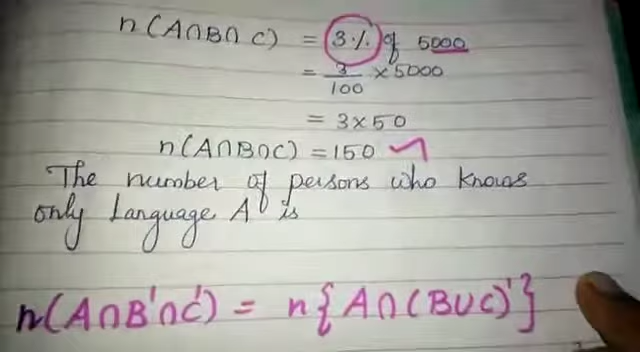 n(A∩B∩C) = 3% of 5000
= 3/100 × 5000
= 3×50
n(A∩B∩C) = 150
The number of persons who knows
only Language A is
n(A∩B'∩C') = n{A∩(B∪C)'}